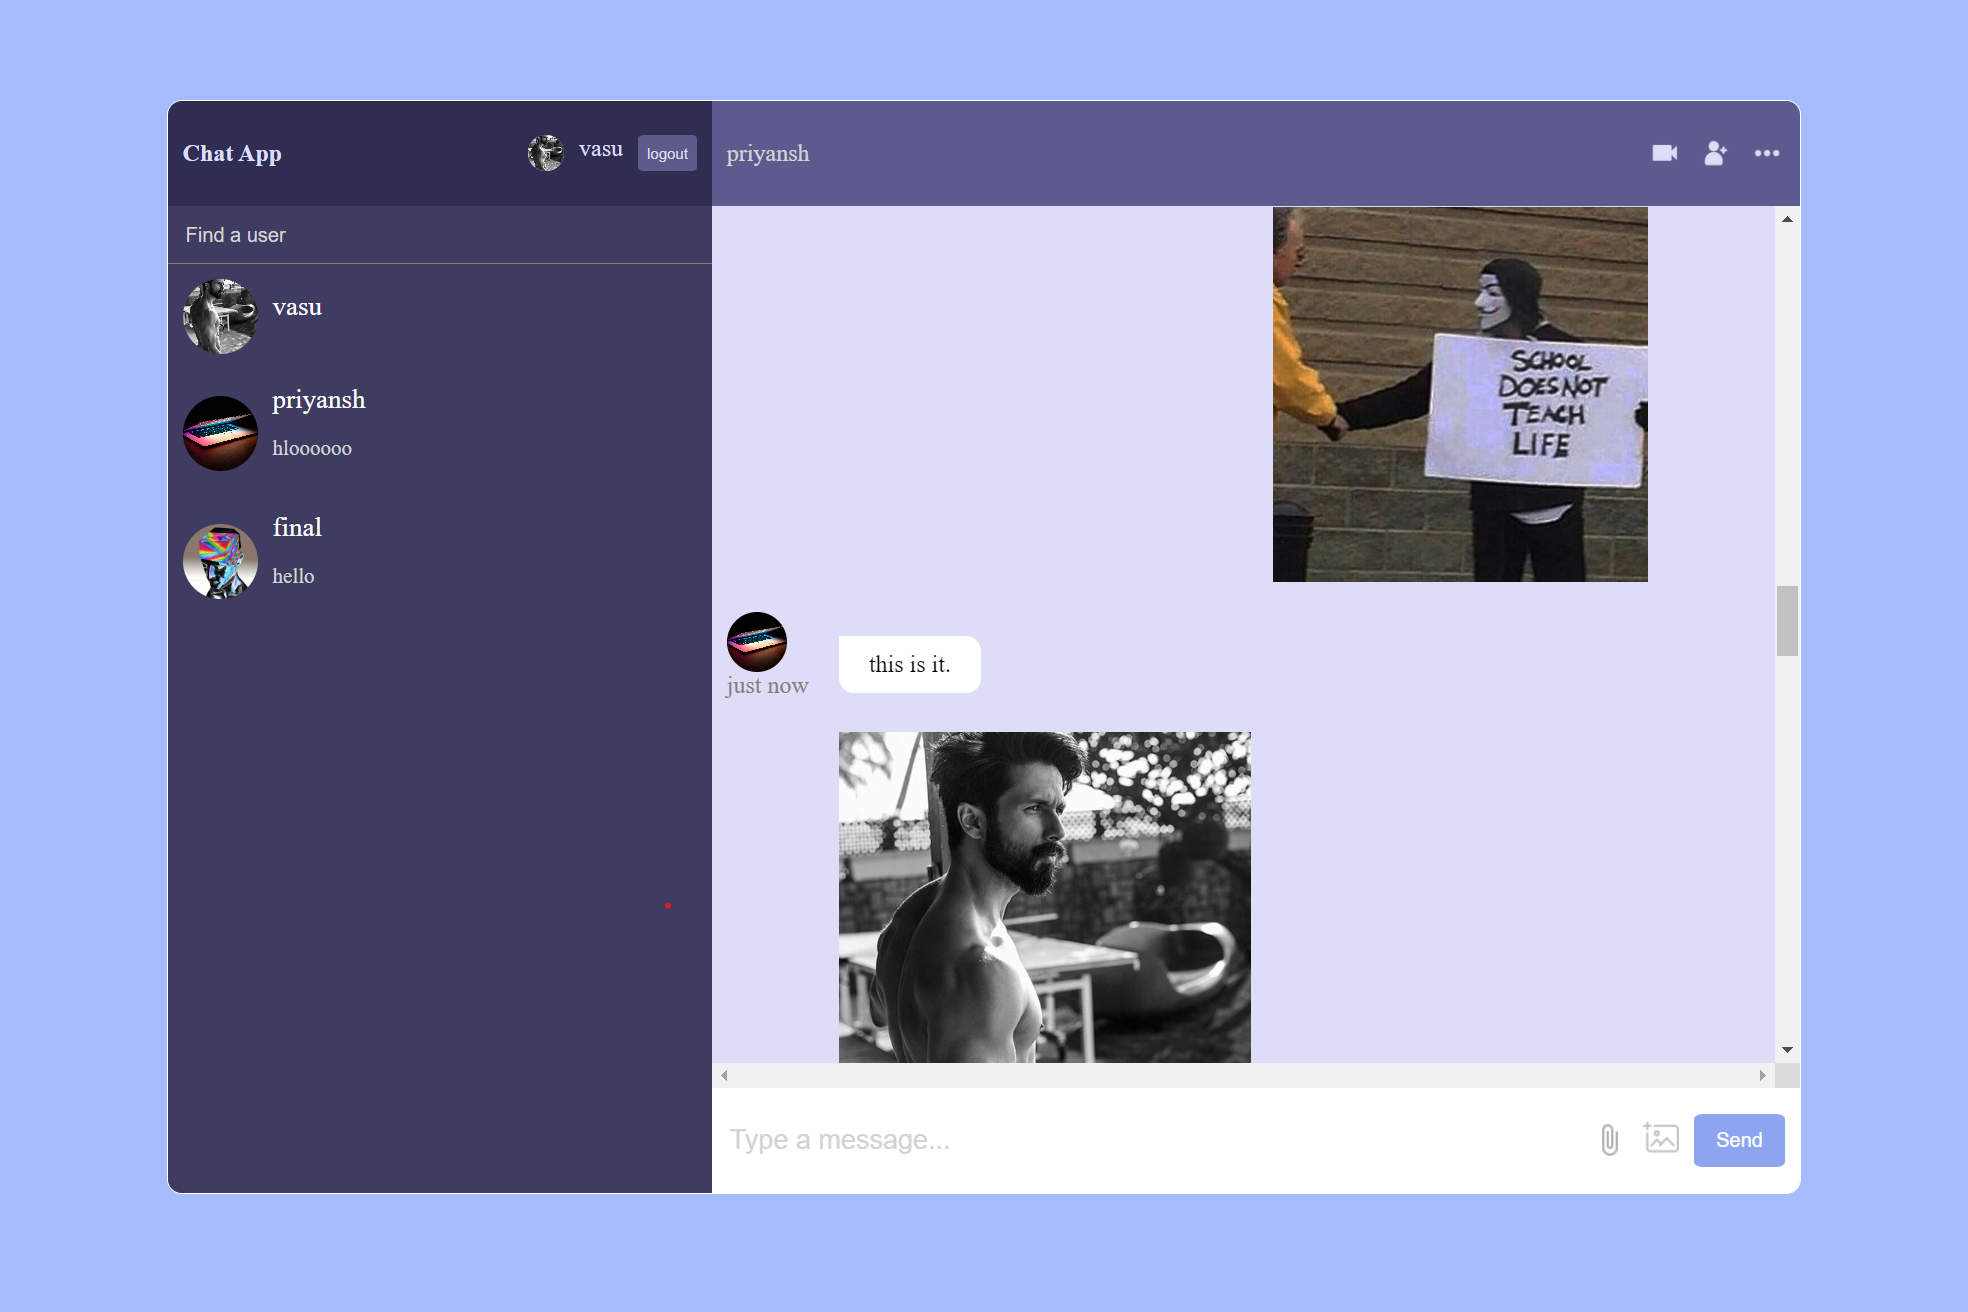 Chat App
vasu
logout
Find a user
vasu
priyansh
hloooooo
final
hello
priyansh
SCHOOL
DOES NOT
TEACH
LIFE
this is it.
just now
Type a message...
Send